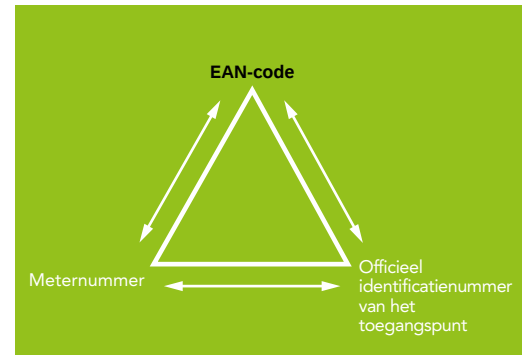 EAN-code
Meternummer
Officieel
identificatienummer
van het
toegangspunt